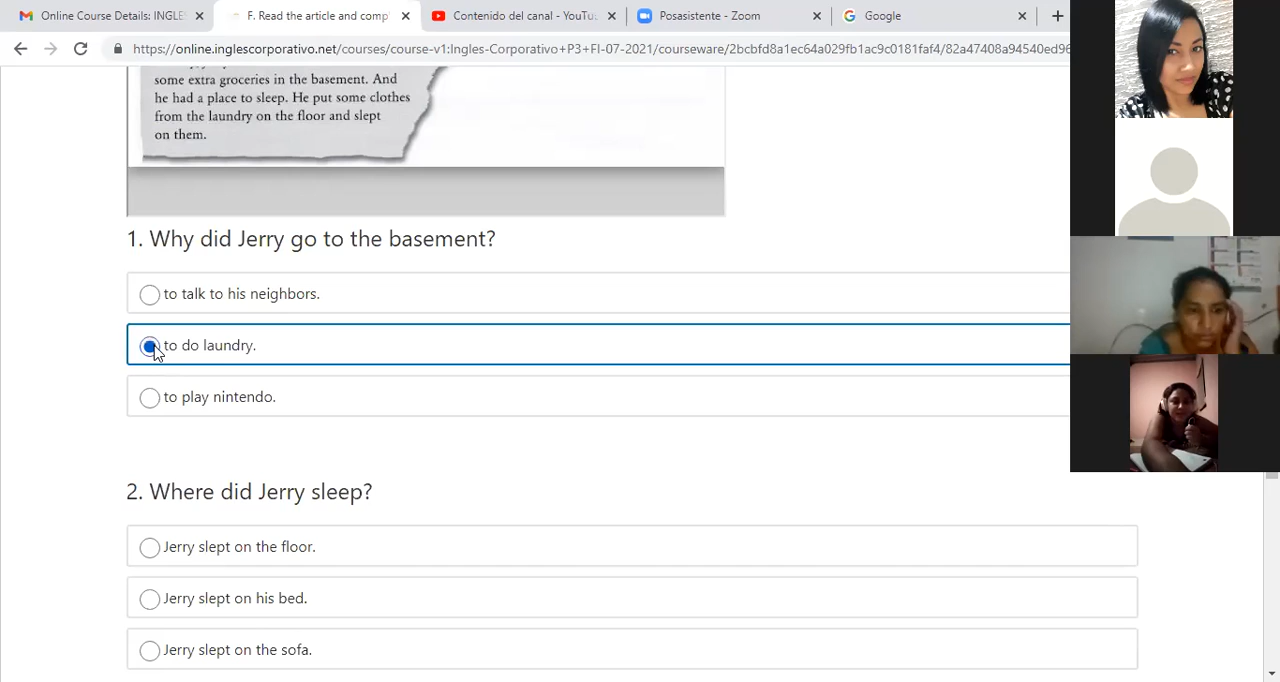 Online Course Details: INGLES
F. Read the article and comp
Contenido del canal - YouTu
Posasistente - Zoom
Google
https://online.inglescorporativo.net/courses/course-v1:Ingles-Corporativo+P3+FI-07-2021/courseware/2bcbfd8a1ec64a029fb1ac9c0181faf4/82a47408a94540ed96
some extra groceries in the basement. And
he had a place to sleep. He put some clothes
from the laundry on the floor and slept
on them.
1. Why did Jerry go to the basement?
to talk to his neighbors.
to do laundry.
to play nintendo.
2. Where did Jerry sleep?
Jerry slept on the floor.
Jerry slept on his bed.
Jerry slept on the sofa.